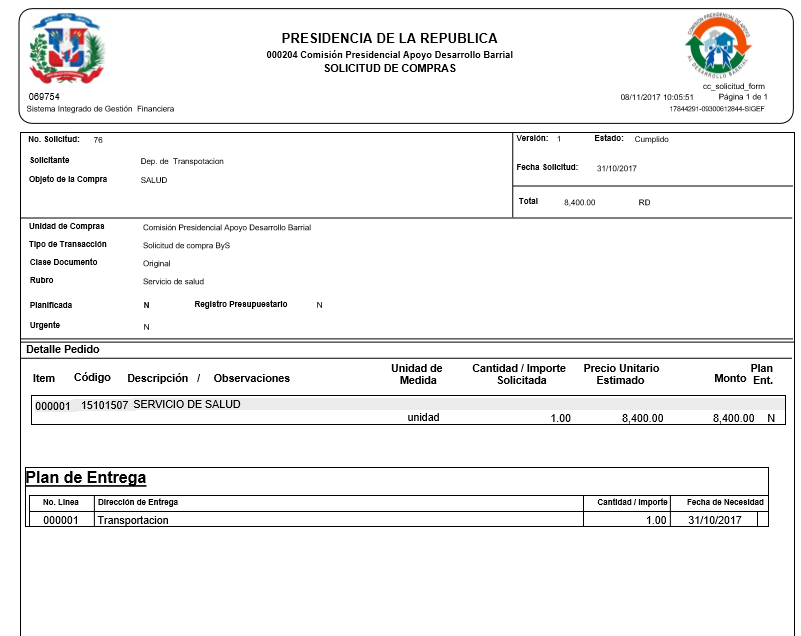 PRESIDENCIA DE LA REPUBLICA
000204 Comisión Presidencial Apoyo Desarrollo Barrial
SOLICITUD DE COMPRAS
cc_solicitud_form
069754
08/11/2017 10:05:51 Página 1 de 1
Sistema Integrado de Gestión Financiera
17844291-09300612844-SIGEF
No. Solicitud: 76
Versión: 1 Estado: Cumplido
Solicitante Dep. de Transpotacion
Fecha Solicitud: 31/10/2017
Objeto de la Compra SALUD
Total 8,400.00 RD
Unidad de Compras Comisión Presidencial Apoyo Desarrollo Barrial
Tipo de Transacción Solicitud de compra ByS
Clase Documento Original
Rubro Servicio de salud
Planificada N Registro Presupuestario N
Urgente N
Detalle Pedido
Item Código Descripción / Observaciones Unidad de Medida Cantidad / Importe Solicitada Precio Unitario Estimado Monto Plan Ent.
000001 15101507 SERVICIO DE SALUD
unidad 1.00 8,400.00 8,400.00 N
Plan de Entrega
No. Linea Dirección de Entrega Cantidad / Importe Fecha de Necesidad
000001 Transportacion 1.00 31/10/2017